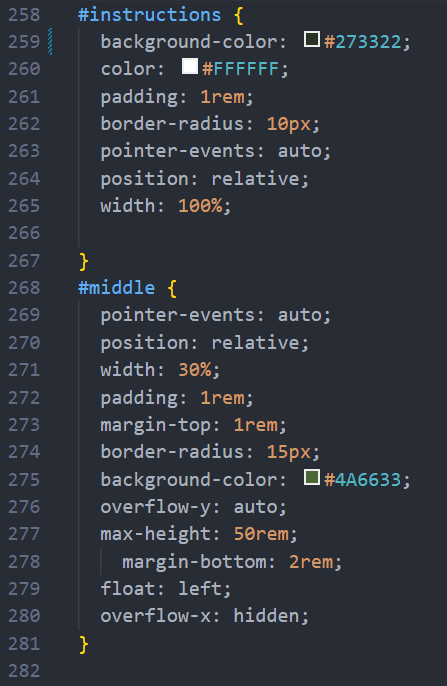 258 #instructions {
259 background-color: #273322;
260 color: #FFFFFF;
261 padding: 1rem;
262 border-radius: 10px;
263 pointer-events: auto;
264 position: relative;
265 width: 100%;
266
267 }
268 #middle {
269 pointer-events: auto;
270 position: relative;
271 width: 30%;
272 padding: 1rem;
273 margin-top: 1rem;
274 border-radius: 15px;
275 background-color: #4A6633;
276 overflow-y: auto;
277 max-height: 50rem;
278 margin-bottom: 2rem;
279 float: left;
280 overflow-x: hidden;
281 }
282